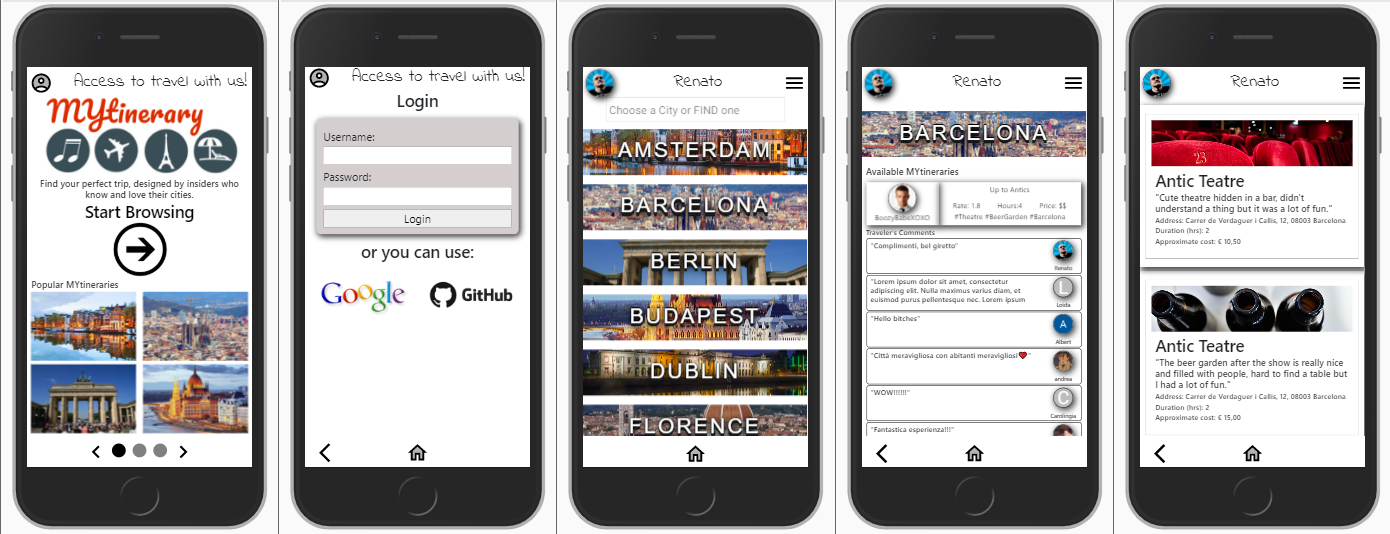 Access to travel with us!
MYtinerary
Find your perfect trip, designed by insiders who
know and love their cities.
Start Browsing
Popular MYtineraries
Access to travel with us!
Login
Username:
Password:
Login
or you can use:
Google
GitHub
Renato
Choose a City or FIND one
AMSTERDAM
BARCELONA
BERLIN
BUDAPEST
DUBLIN
FLORENCE
Renato
BARCELONA
Available MYtineraries
Up to Antics
Rate: 1.8 Hours:4 Price: $$
BoozyBabeXOXO
#Theatre #BeerGarden #Barcelona
Traveler's Comments
"Complimenti, bel giretto"
Renato
"Lorem ipsum dolor sit amet, consectetur
adipiscing elit. Nulla maximus varius diam, et
euismod purus pellentesque nec. Lorem ipsum
L
Loida
"Hello bitches"
A
Albert
"Città meravigliosa con abitanti meravigliosi❤️ "
andrea
"WOW!!!!!!"
C
Carolingia
"Fantastica esperienza!!!"
Renato
23
Antic Teatre
"Cute theatre hidden in a bar, didn't
understand a thing but it was a lot of fun."
Address: Carrer de Verdaguer i Callis, 12, 08003 Barcelona
Duration (hrs): 2
Approximate cost: € 10,50
Antic Teatre
"The beer garden after the show is really nice
and filled with people, hard to find a table but
I had a lot of fun."
Address: Carrer de Verdaguer i Callis, 12, 08003 Barcelona
Duration (hrs): 2
Approximate cost: € 15,00